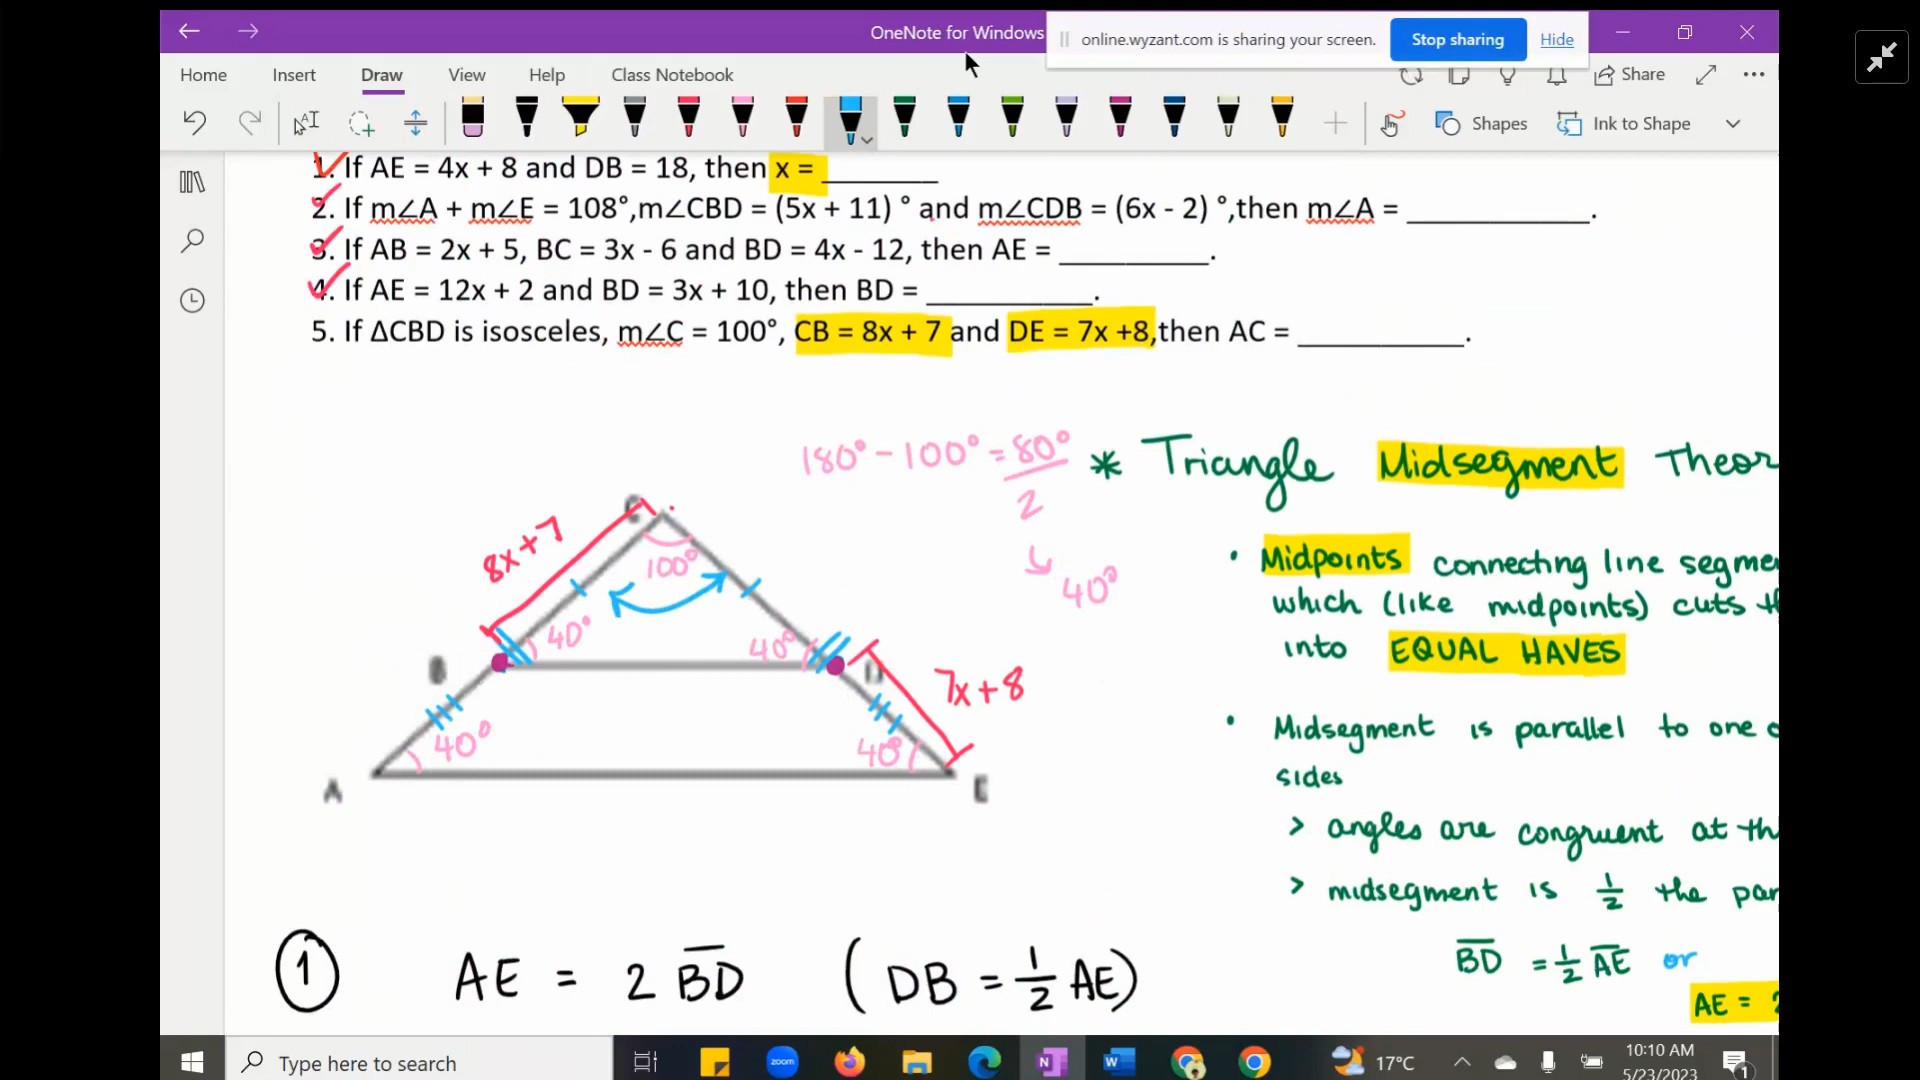 OneNote for Windows
online.wyzant.com is sharing your screen.
Stop sharing
Hide
Home Insert Draw View Help Class Notebook
Share
Shapes
Ink to Shape
1. If AE = 4x + 8 and DB = 18, then x = _______
2. If m∠A + m∠E = 108°,m∠CBD = (5x + 11) ° and m∠CDB = (6x - 2) °,then m∠A = ___________.
3. If AB = 2x + 5, BC = 3x - 6 and BD = 4x - 12, then AE = _________.
4. If AE = 12x + 2 and BD = 3x + 10, then BD = __________.
5. If ΔCBD is isosceles, m∠C = 100°, CB = 8x + 7 and DE = 7x +8,then AC = __________.
180° - 100° = 80°
2
40°
* Triangle Midsegment Theor
• Midpoints connecting line segme
which (like midpoints) cuts th
into EQUAL HAVES
• Midsegment is parallel to one o
sides
> angles are congruent at th
> midsegment is 1/2 the par
BD = 1/2 AE or
AE = 2
C
8x+7
100°
40°
40°
B
D
7x+8
40°
40°
A
E
1 AE = 2 BD (DB = 1/2 AE)
Type here to search
zoom
17°C
10:10 AM
5/23/2023
1